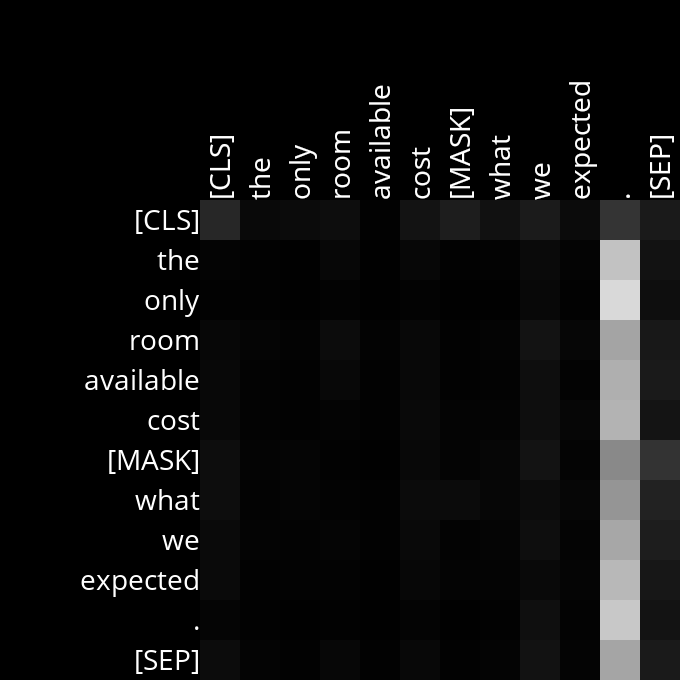 [CLS] the only room available cost [MASK] what we expected . [SEP]
[CLS]
the
only
room
available
cost
[MASK]
what
we
expected
.
[SEP]